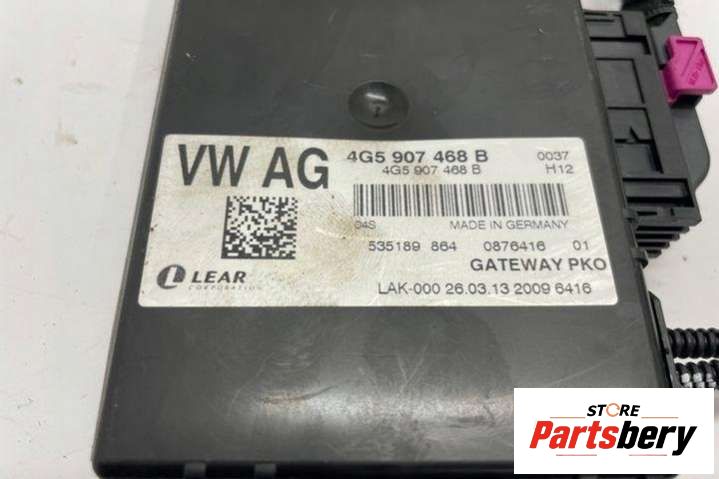 VW AG
4G5 907 468 B 0037
4G5 907 468 B H12
04S MADE IN GERMANY
535189 864 0876416 01
GATEWAY PKO
LEAR
CORPORATION
LAK-000 26.03.13 2009 6416
STORE
Partsbery